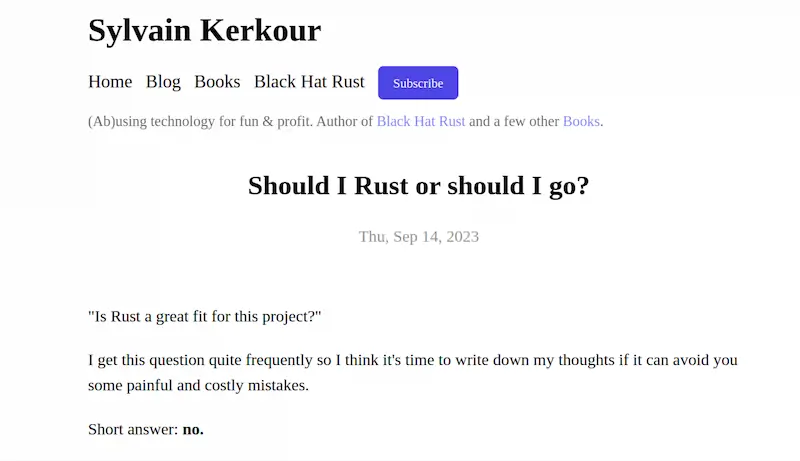 Sylvain Kerkour
Home Blog Books Black Hat Rust Subscribe
(Ab)using technology for fun & profit. Author of Black Hat Rust and a few other Books.
Should I Rust or should I go?
Thu, Sep 14, 2023
"Is Rust a great fit for this project?"
I get this question quite frequently so I think it's time to write down my thoughts if it can avoid you
some painful and costly mistakes.
Short answer: no.